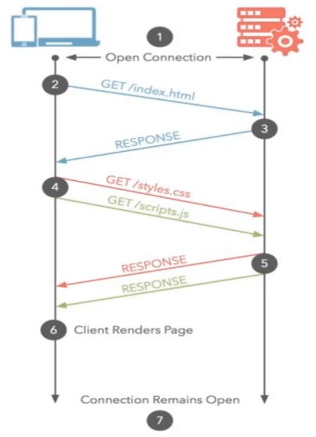 1
Open Connection
2
GET /index.html
3
RESPONSE
4
GET /styles.css
GET /scripts.js
5
RESPONSE
RESPONSE
6 Client Renders Page
Connection Remains Open
7